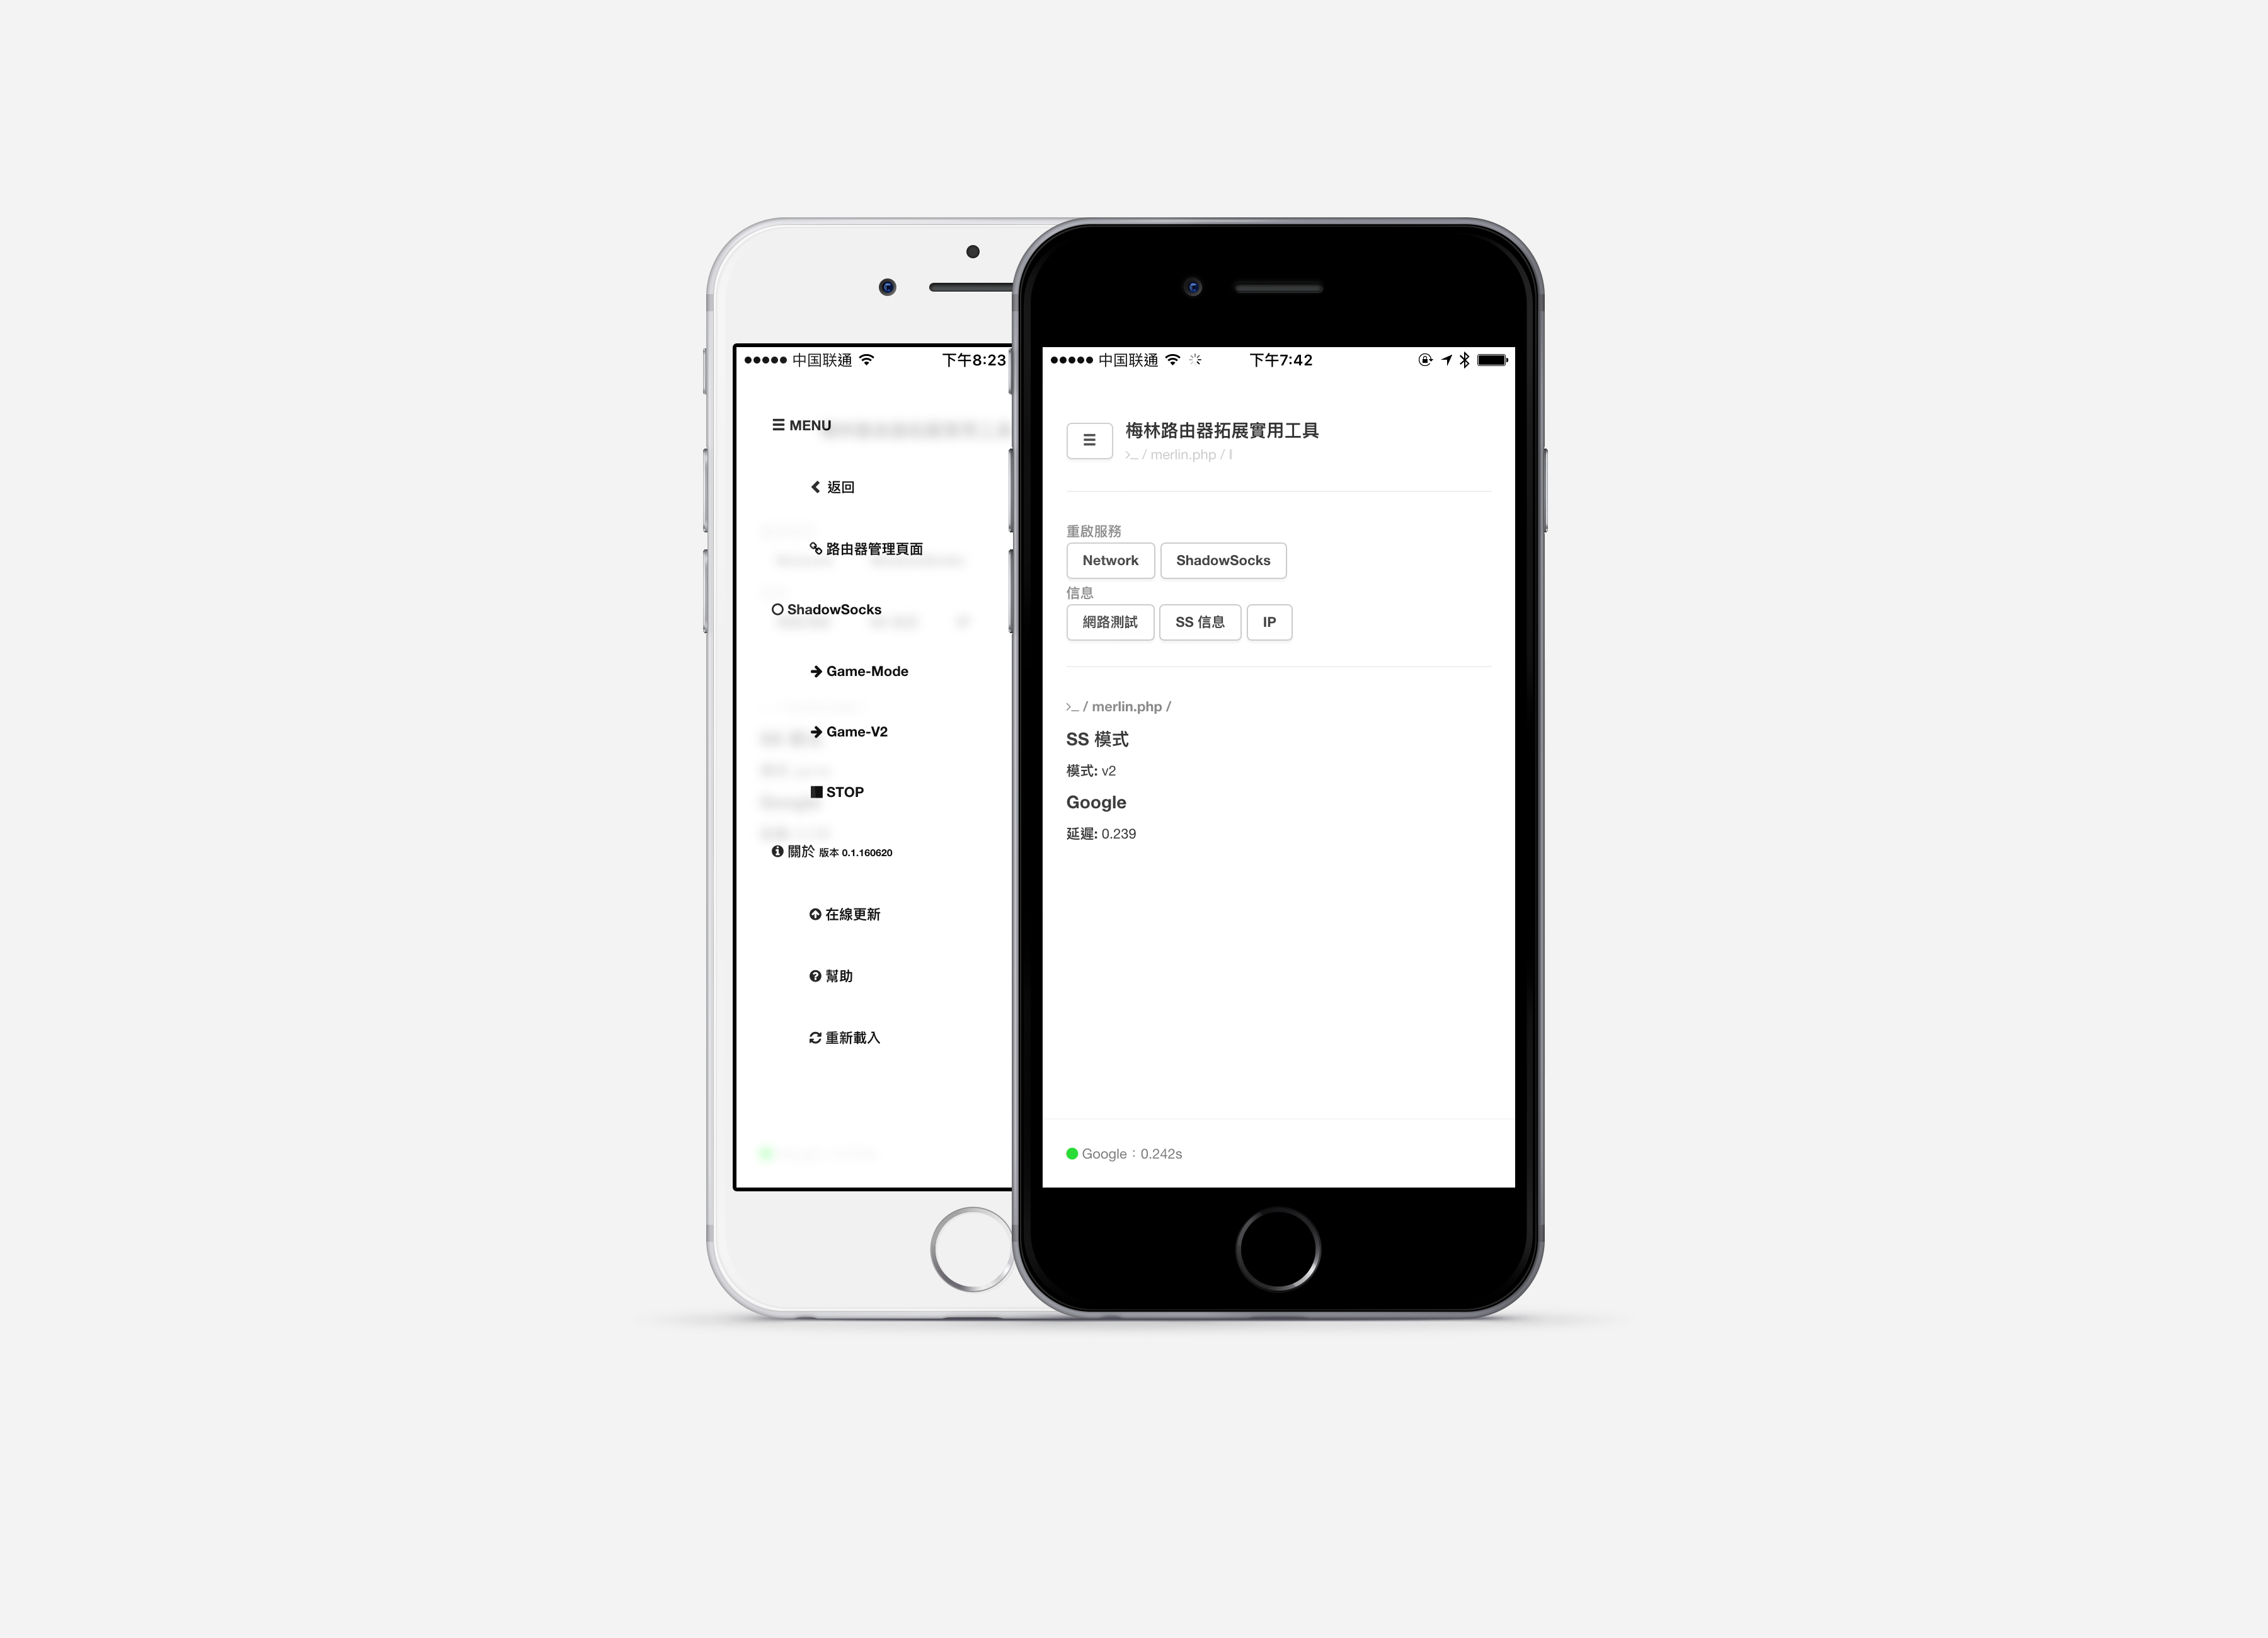 中国联通 下午8:23
MENU
返回
路由器管理頁面
ShadowSocks
Game-Mode
Game-V2
STOP
關於 版本 0.1.160620
在線更新
幫助
重新載入
中国联通 下午7:42
梅林路由器拓展實用工具
>_ / merlin.php /
重啟服務
Network ShadowSocks
信息
網路測試 SS 信息 IP
>_ / merlin.php /
SS 模式
模式: v2
Google
延遲: 0.239
Google：0.242s